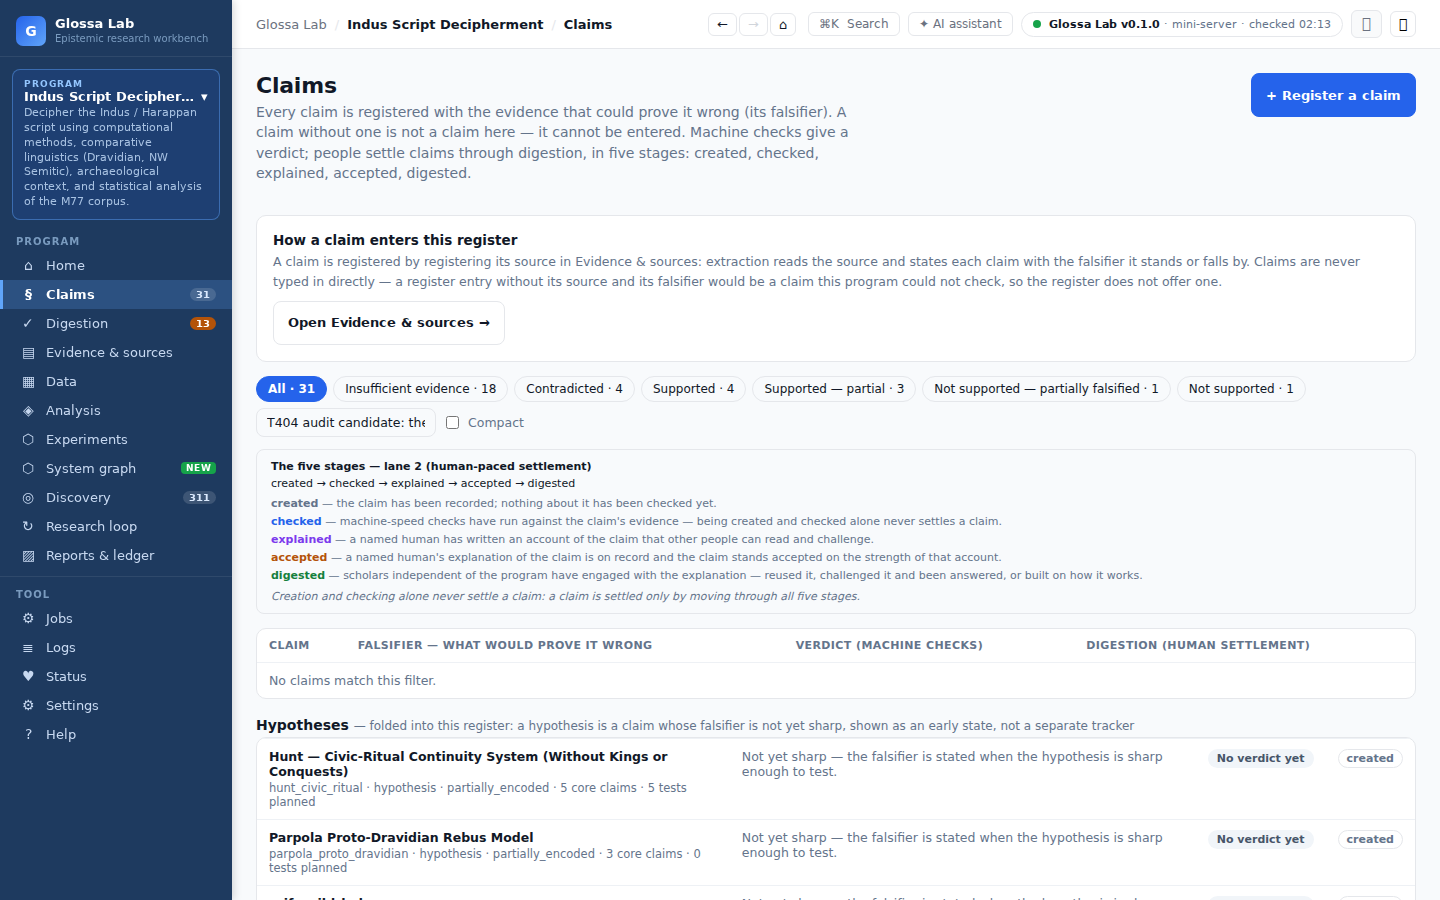 G
Glossa Lab
Epistemic research workbench
PROGRAM
Indus Script Decipher... ▾
Decipher the Indus / Harappan
script using computational
methods, comparative
linguistics (Dravidian, NW
Semitic), archaeological
context, and statistical analysis
of the M77 corpus.
PROGRAM
⌂ Home
§ Claims 31
✓ Digestion 13
▤ Evidence & sources
▦ Data
◈ Analysis
⬡ Experiments
⬡ System graph NEW
◎ Discovery 311
↻ Research loop
▨ Reports & ledger
TOOL
⚙ Jobs
≣ Logs
♥ Status
⚙ Settings
? Help
Glossa Lab / Indus Script Decipherment / Claims
← → ⌂ ⌘K Search ✦ AI assistant Glossa Lab v0.1.0 · mini-server · checked 02:13
Claims
Every claim is registered with the evidence that could prove it wrong (its falsifier). A
claim without one is not a claim here — it cannot be entered. Machine checks give a
verdict; people settle claims through digestion, in five stages: created, checked,
explained, accepted, digested.
+ Register a claim
How a claim enters this register
A claim is registered by registering its source in Evidence & sources: extraction reads the source and states each claim with the falsifier it stands or falls by. Claims are never
typed in directly — a register entry without its source and its falsifier would be a claim this program could not check, so the register does not offer one.
Open Evidence & sources →
All · 31 Insufficient evidence · 18 Contradicted · 4 Supported · 4 Supported — partial · 3 Not supported — partially falsified · 1 Not supported · 1
T404 audit candidate: the Compact
The five stages — lane 2 (human-paced settlement)
created → checked → explained → accepted → digested
created — the claim has been recorded; nothing about it has been checked yet.
checked — machine-speed checks have run against the claim's evidence — being created and checked alone never settles a claim.
explained — a named human has written an account of the claim that other people can read and challenge.
accepted — a named human's explanation of the claim is on record and the claim stands accepted on the strength of that account.
digested — scholars independent of the program have engaged with the explanation — reused it, challenged it and been answered, or built on how it works.
Creation and checking alone never settle a claim: a claim is settled only by moving through all five stages.
CLAIM FALSIFIER — WHAT WOULD PROVE IT WRONG VERDICT (MACHINE CHECKS) DIGESTION (HUMAN SETTLEMENT)
No claims match this filter.
Hypotheses — folded into this register: a hypothesis is a claim whose falsifier is not yet sharp, shown as an early state, not a separate tracker
Hunt — Civic-Ritual Continuity System (Without Kings or
Conquests)
hunt_civic_ritual · hypothesis · partially_encoded · 5 core claims · 5 tests
planned
Not yet sharp — the falsifier is stated when the hypothesis is sharp
enough to test.
No verdict yet created
Parpola Proto-Dravidian Rebus Model
parpola_proto_dravidian · hypothesis · partially_encoded · 3 core claims · 0
tests planned
Not yet sharp — the falsifier is stated when the hypothesis is sharp
enough to test.
No verdict yet created